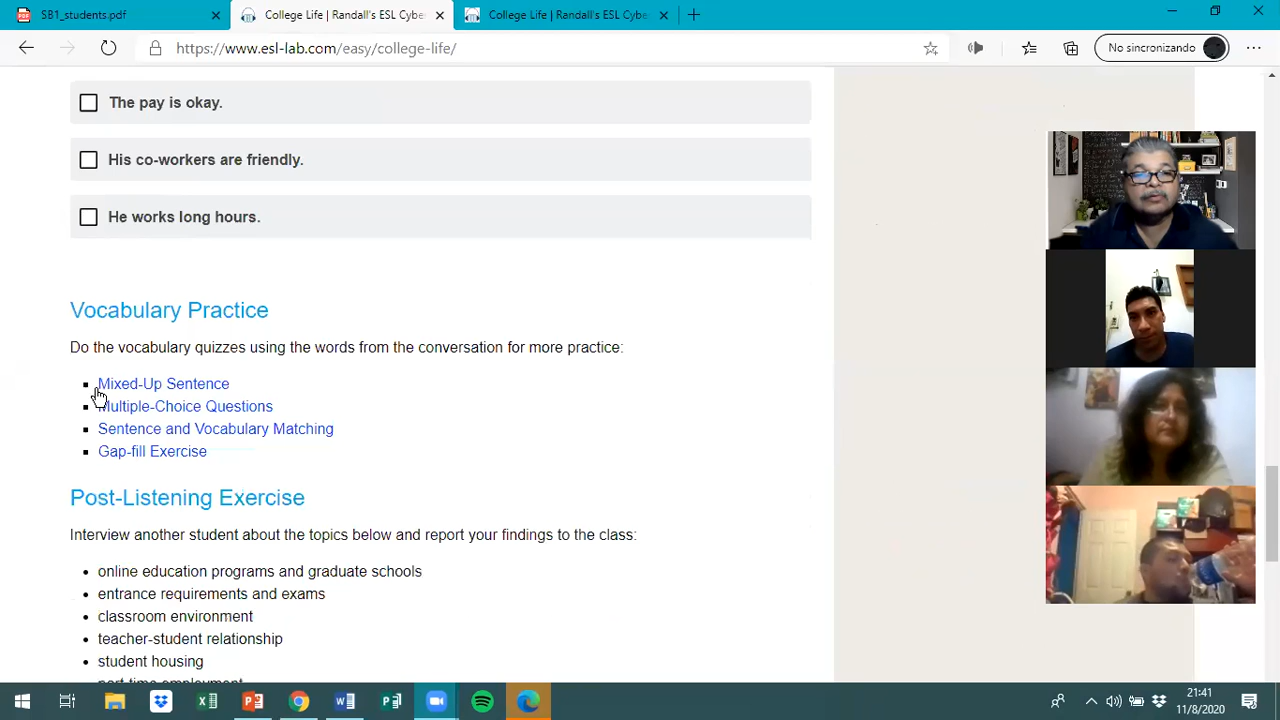 SB1_students.pdf
College Life | Randall's ESL Cyber
College Life | Randall's ESL Cybe
https://www.esl-lab.com/easy/college-life/
No sincronizando
The pay is okay.
His co-workers are friendly.
He works long hours.
Vocabulary Practice
Do the vocabulary quizzes using the words from the conversation for more practice:
Mixed-Up Sentence
Multiple-Choice Questions
Sentence and Vocabulary Matching
Gap-fill Exercise
Post-Listening Exercise
Interview another student about the topics below and report your findings to the class:
online education programs and graduate schools
entrance requirements and exams
classroom environment
teacher-student relationship
student housing
part-time employment
21:41
11/8/2020